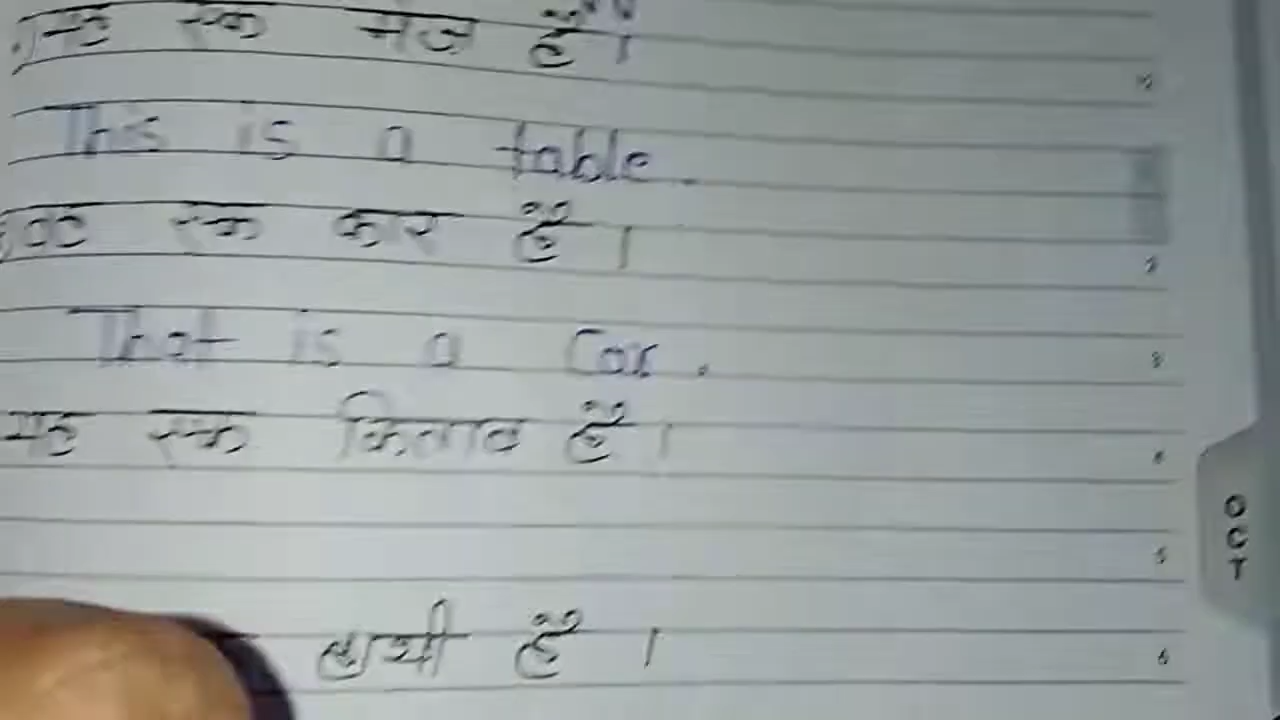 यह एक मेज हैं।
This is a table.
वह एक कार हैं।
That is a Car.
यह एक किताब हैं।
हाथी हैं।
OCT